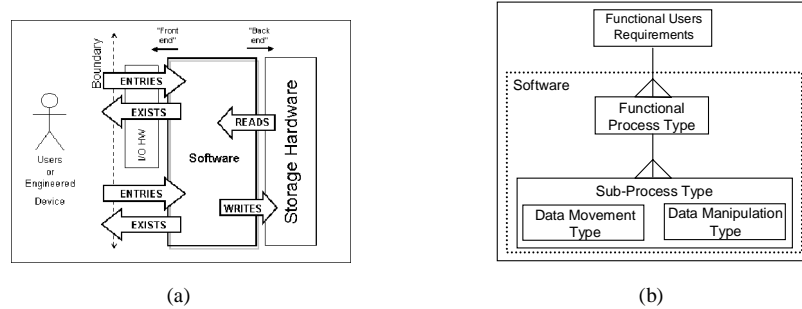 "Front
end"
"Back
end"
Boundary
ENTRIES
EXISTS
I/O HW
READS
Software
Storage Hardware
Users
or
Engineered
Device
ENTRIES
EXISTS
WRITES
(a)
Functional Users
Requirements
Software
Functional
Process Type
Sub-Process Type
Data Movement
Type
Data Manipulation
Type
(b)